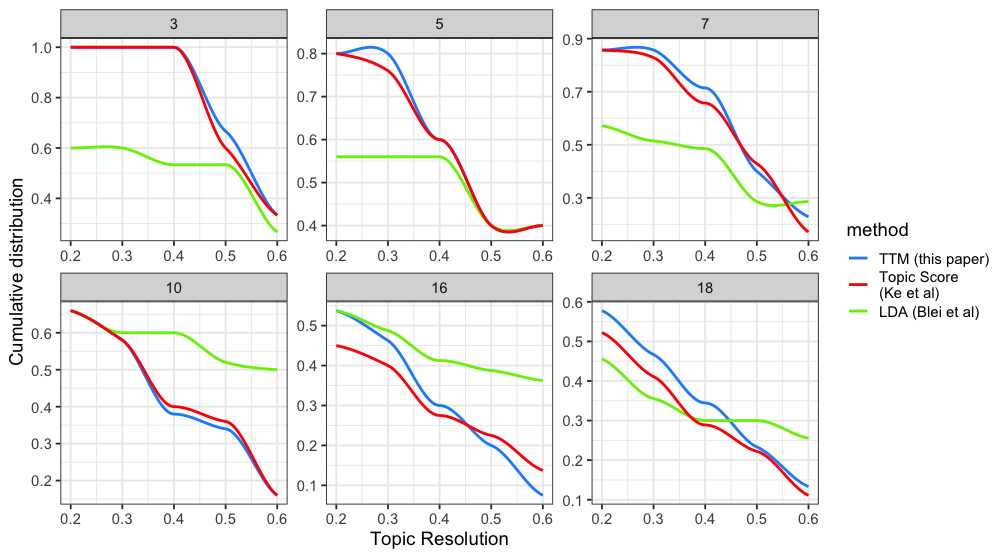 3
5
7
1.0
0.8
0.6
0.4
0.8
0.7
0.6
0.5
0.4
0.9
0.7
0.5
0.3
0.2 0.3 0.4 0.5 0.6
0.2 0.3 0.4 0.5 0.6
0.2 0.3 0.4 0.5 0.6
10
16
18
0.6
0.5
0.4
0.3
0.2
0.5
0.4
0.3
0.2
0.1
0.6
0.5
0.4
0.3
0.2
0.1
0.2 0.3 0.4 0.5 0.6
0.2 0.3 0.4 0.5 0.6
0.2 0.3 0.4 0.5 0.6
Cumulative distribution
Topic Resolution
method
TTM (this paper)
Topic Score
(Ke et al)
LDA (Blei et al)